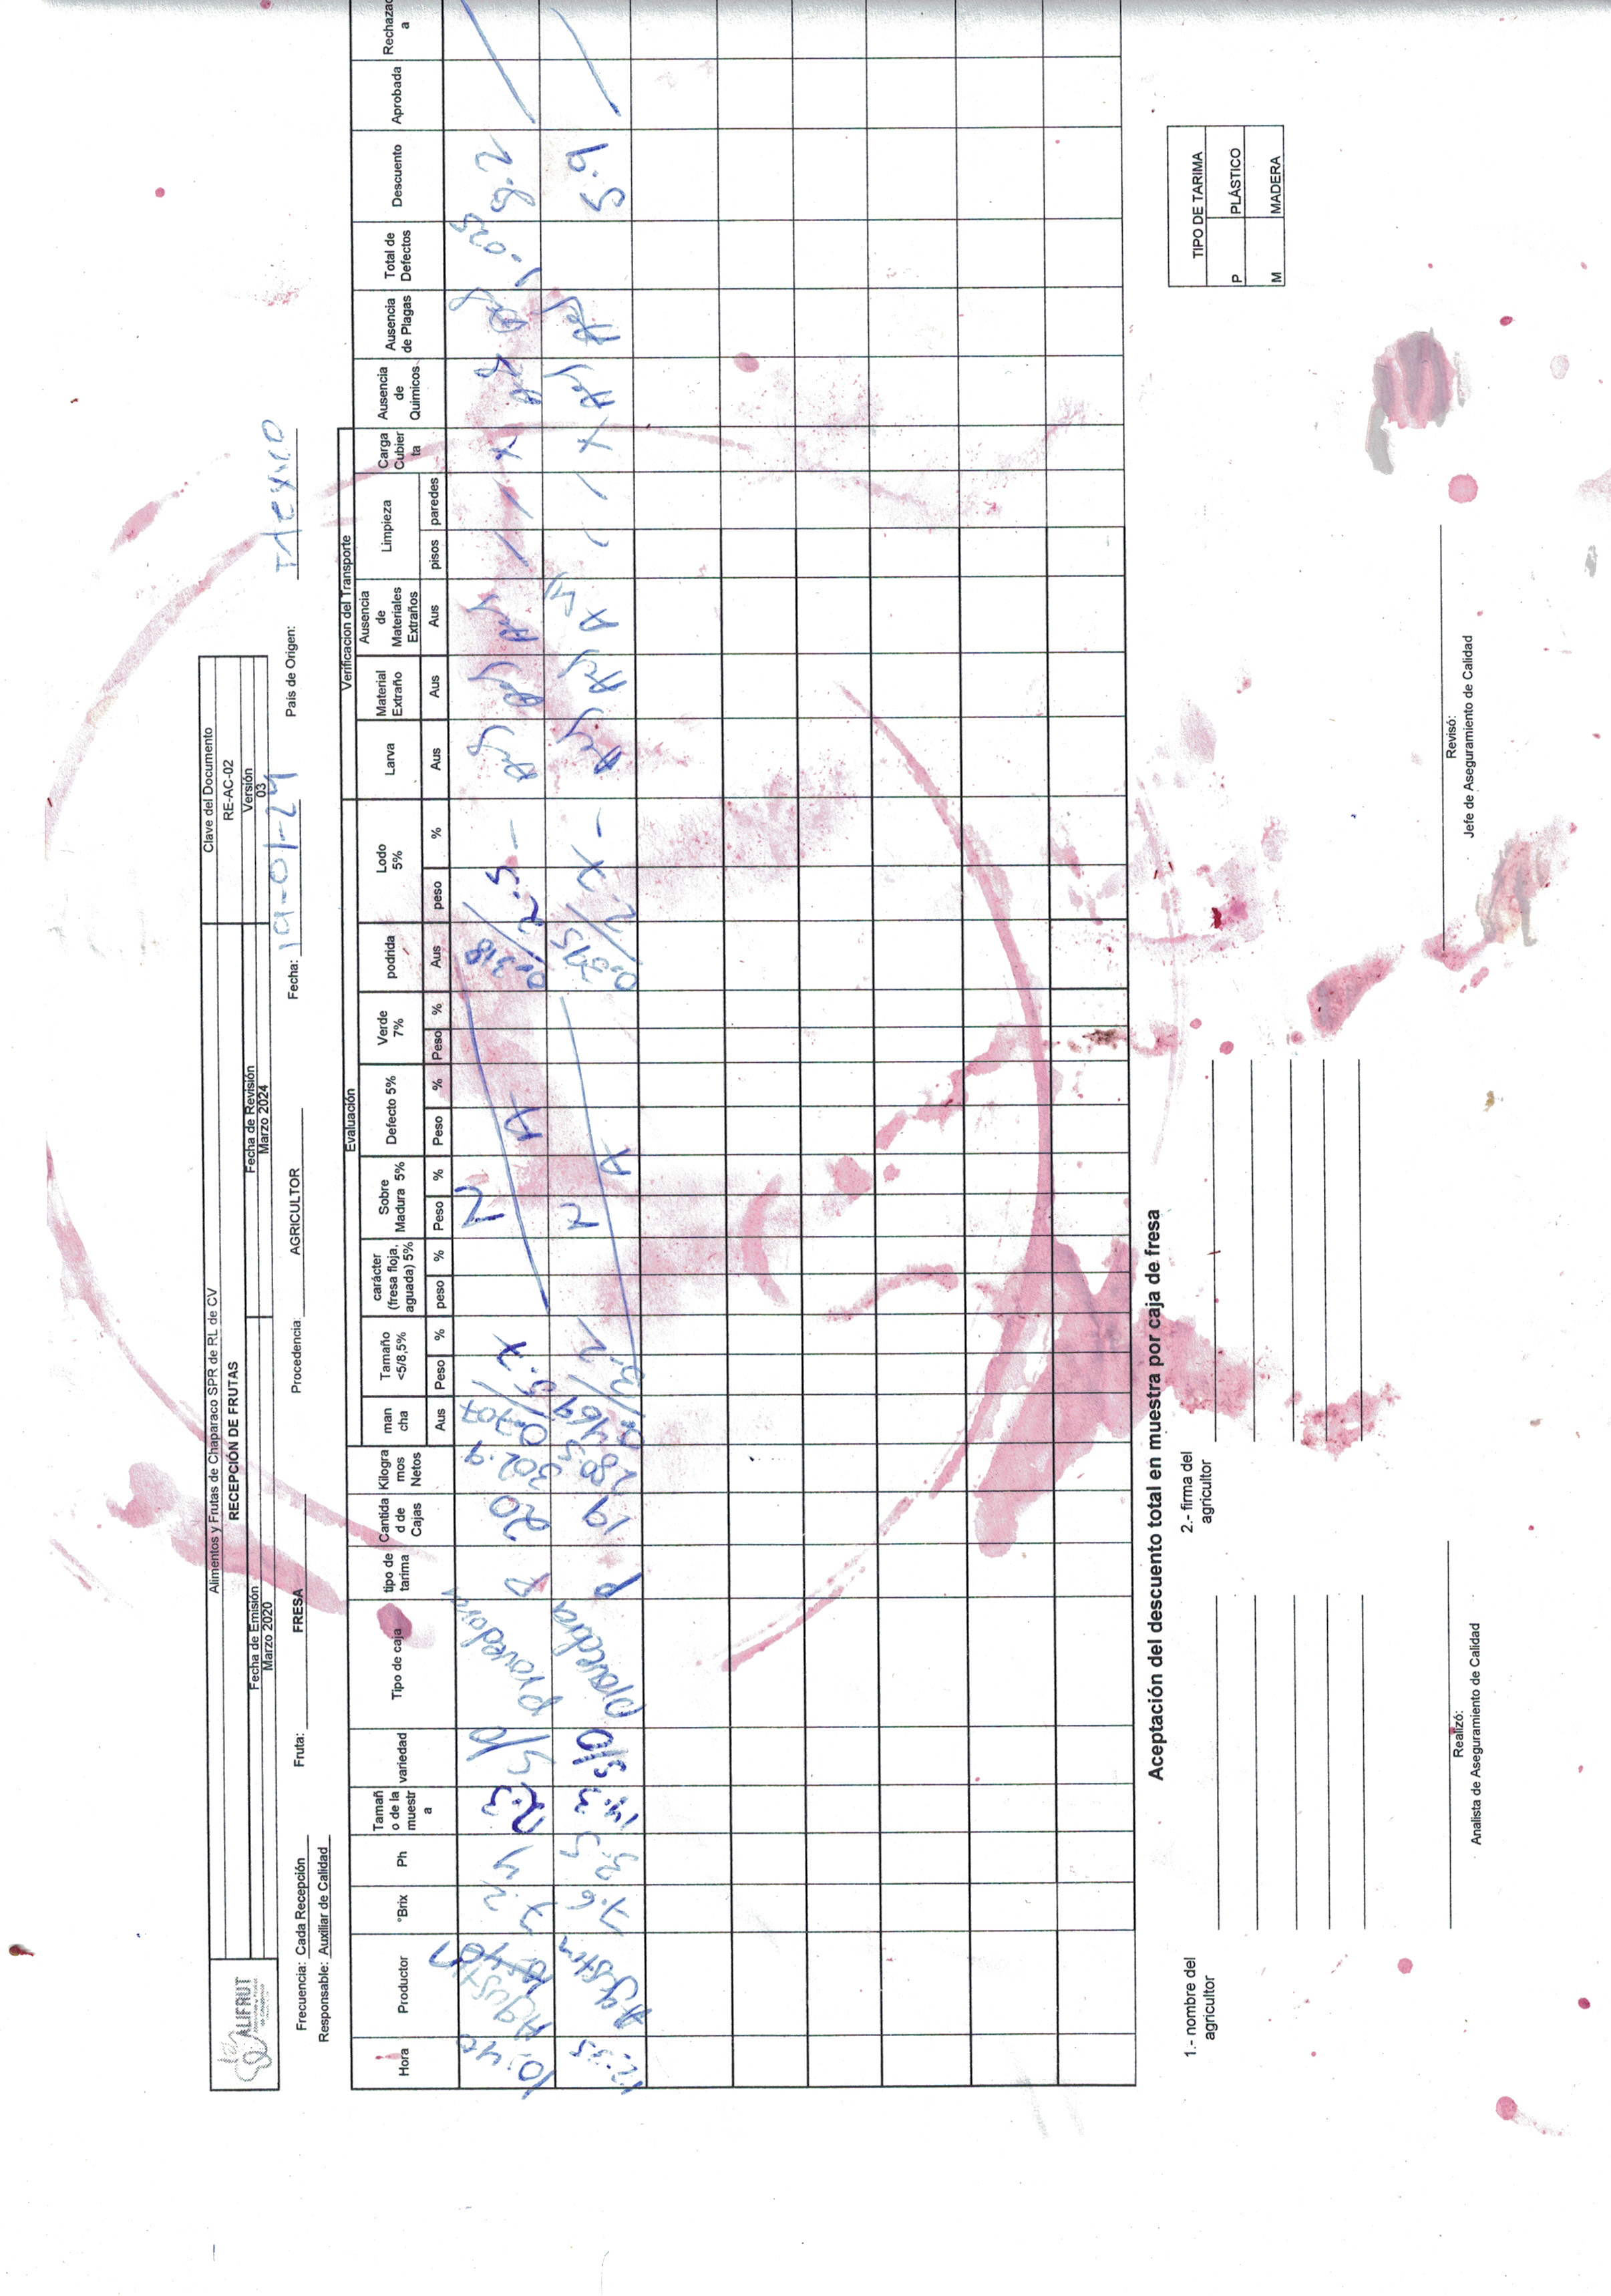 Alimentos y Frutas de Chaparaco SPR de RL de CV
Clave del Documento
ALIFRUT
RECEPCIÓN DE FRUTAS
RE-AC-02
Fecha de Emisión
Fecha de Revisión
Versión
Marzo 2020
Marzo 2024
03
Frecuencia: Cada Recepción
Fruta: FRESA
Procedencia: AGRICULTOR
Fecha: 19-01-24
País de Origen: Mexico
Responsable: Auxiliar de Calidad
Evaluación
Verificacion del Transporte
Hora Productor °Brix Ph Tamaño de la muestra variedad Tipo de caja tipo de tarima Cantidad de Cajas Kilogramos Netos mancha Tamaño <5/8,5% carácter (fresa floja, aguada) 5% Sobre Madura 5% Defecto 5% Verde 7% podrida Lodo 5% Larva Material Extraño Ausencia de Materiales Extraños Limpieza Carga Cubierta Ausencia de Quimicos Ausencia de Plagas Total de Defectos Descuento Aprobada Rechazada
Aus Peso % peso % Peso % Peso % Peso % Aus peso % Aus Aus Aus pisos paredes
10:40 Agustin 7.2 4 12.3 S/O Provedora P 20 302.9 0.707/5.7 N A 0.318/2.5 - Aus Aus Aus / / x Aus Aus 1.025 8.2 /
12:35 Agustin 7.6 3.5 14.3 S/O provedora P 19 0.469/3.2 N A 0.395/2.7 - Aus Aus Aus / / x Aus Aus 5.9 /
Aceptación del descuento total en muestra por caja de fresa
1.- nombre del agricultor
2.- firma del agricultor
TIPO DE TARIMA
P PLÁSTICO
M MADERA
Realizó:
Analista de Aseguramiento de Calidad
Revisó:
Jefe de Aseguramiento de Calidad